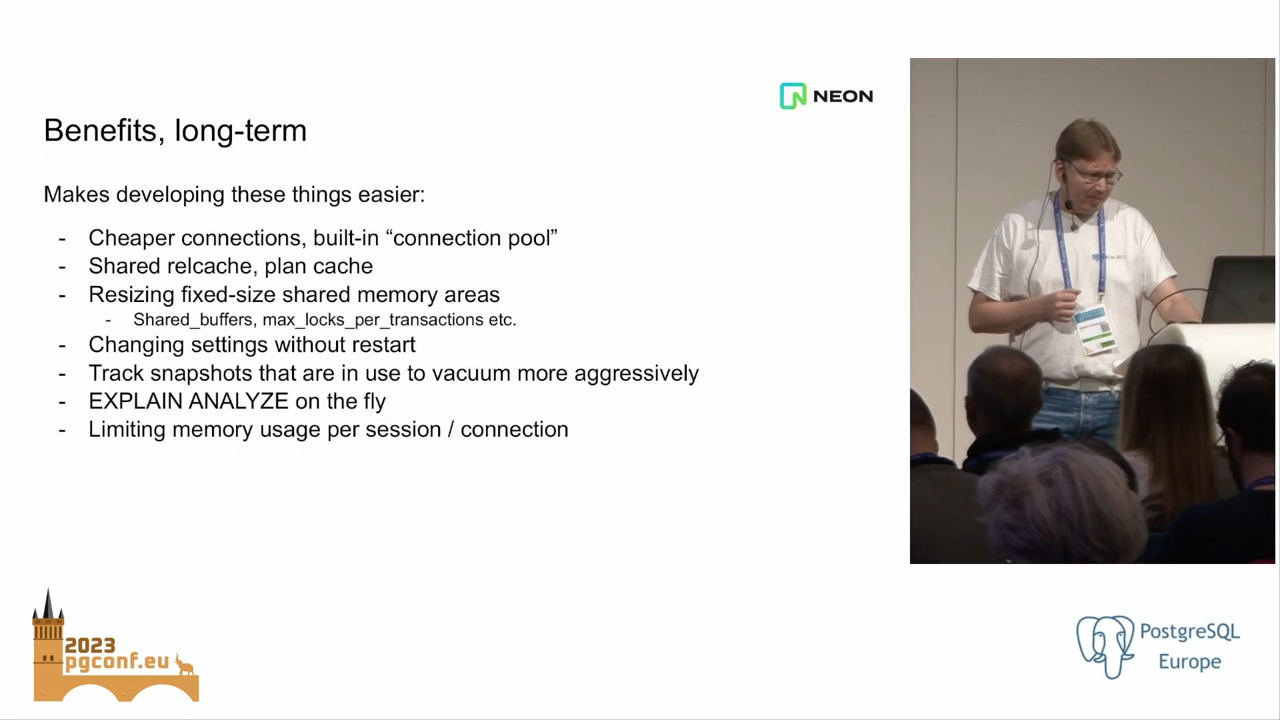 NEON
Benefits, long-term
Makes developing these things easier:
- Cheaper connections, built-in “connection pool”
- Shared relcache, plan cache
- Resizing fixed-size shared memory areas
- Shared_buffers, max_locks_per_transactions etc.
- Changing settings without restart
- Track snapshots that are in use to vacuum more aggressively
- EXPLAIN ANALYZE on the fly
- Limiting memory usage per session / connection
2023
pgconf.eu
PostgreSQL
Europe